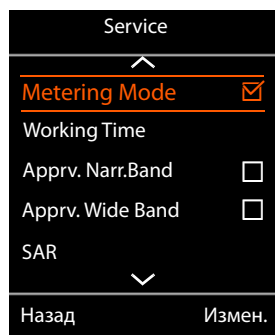 Service
Metering Mode
Working Time
Apprv. Narr.Band
Apprv. Wide Band
SAR
Назад Измен.